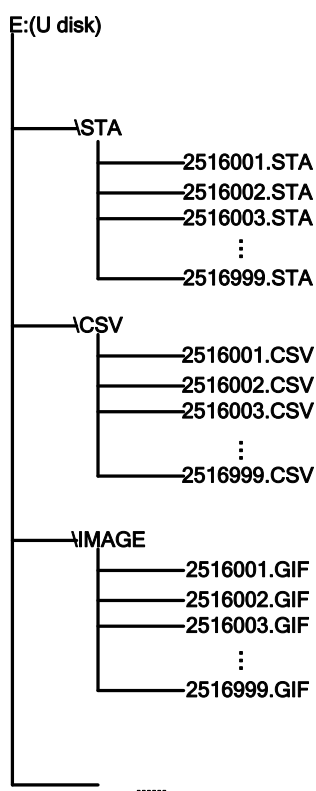 E:(U disk)
\STA
2516001.STA
2516002.STA
2516003.STA
⋮
2516999.STA
\CSV
2516001.CSV
2516002.CSV
2516003.CSV
⋮
2516999.CSV
\IMAGE
2516001.GIF
2516002.GIF
2516003.GIF
⋮
2516999.GIF
......